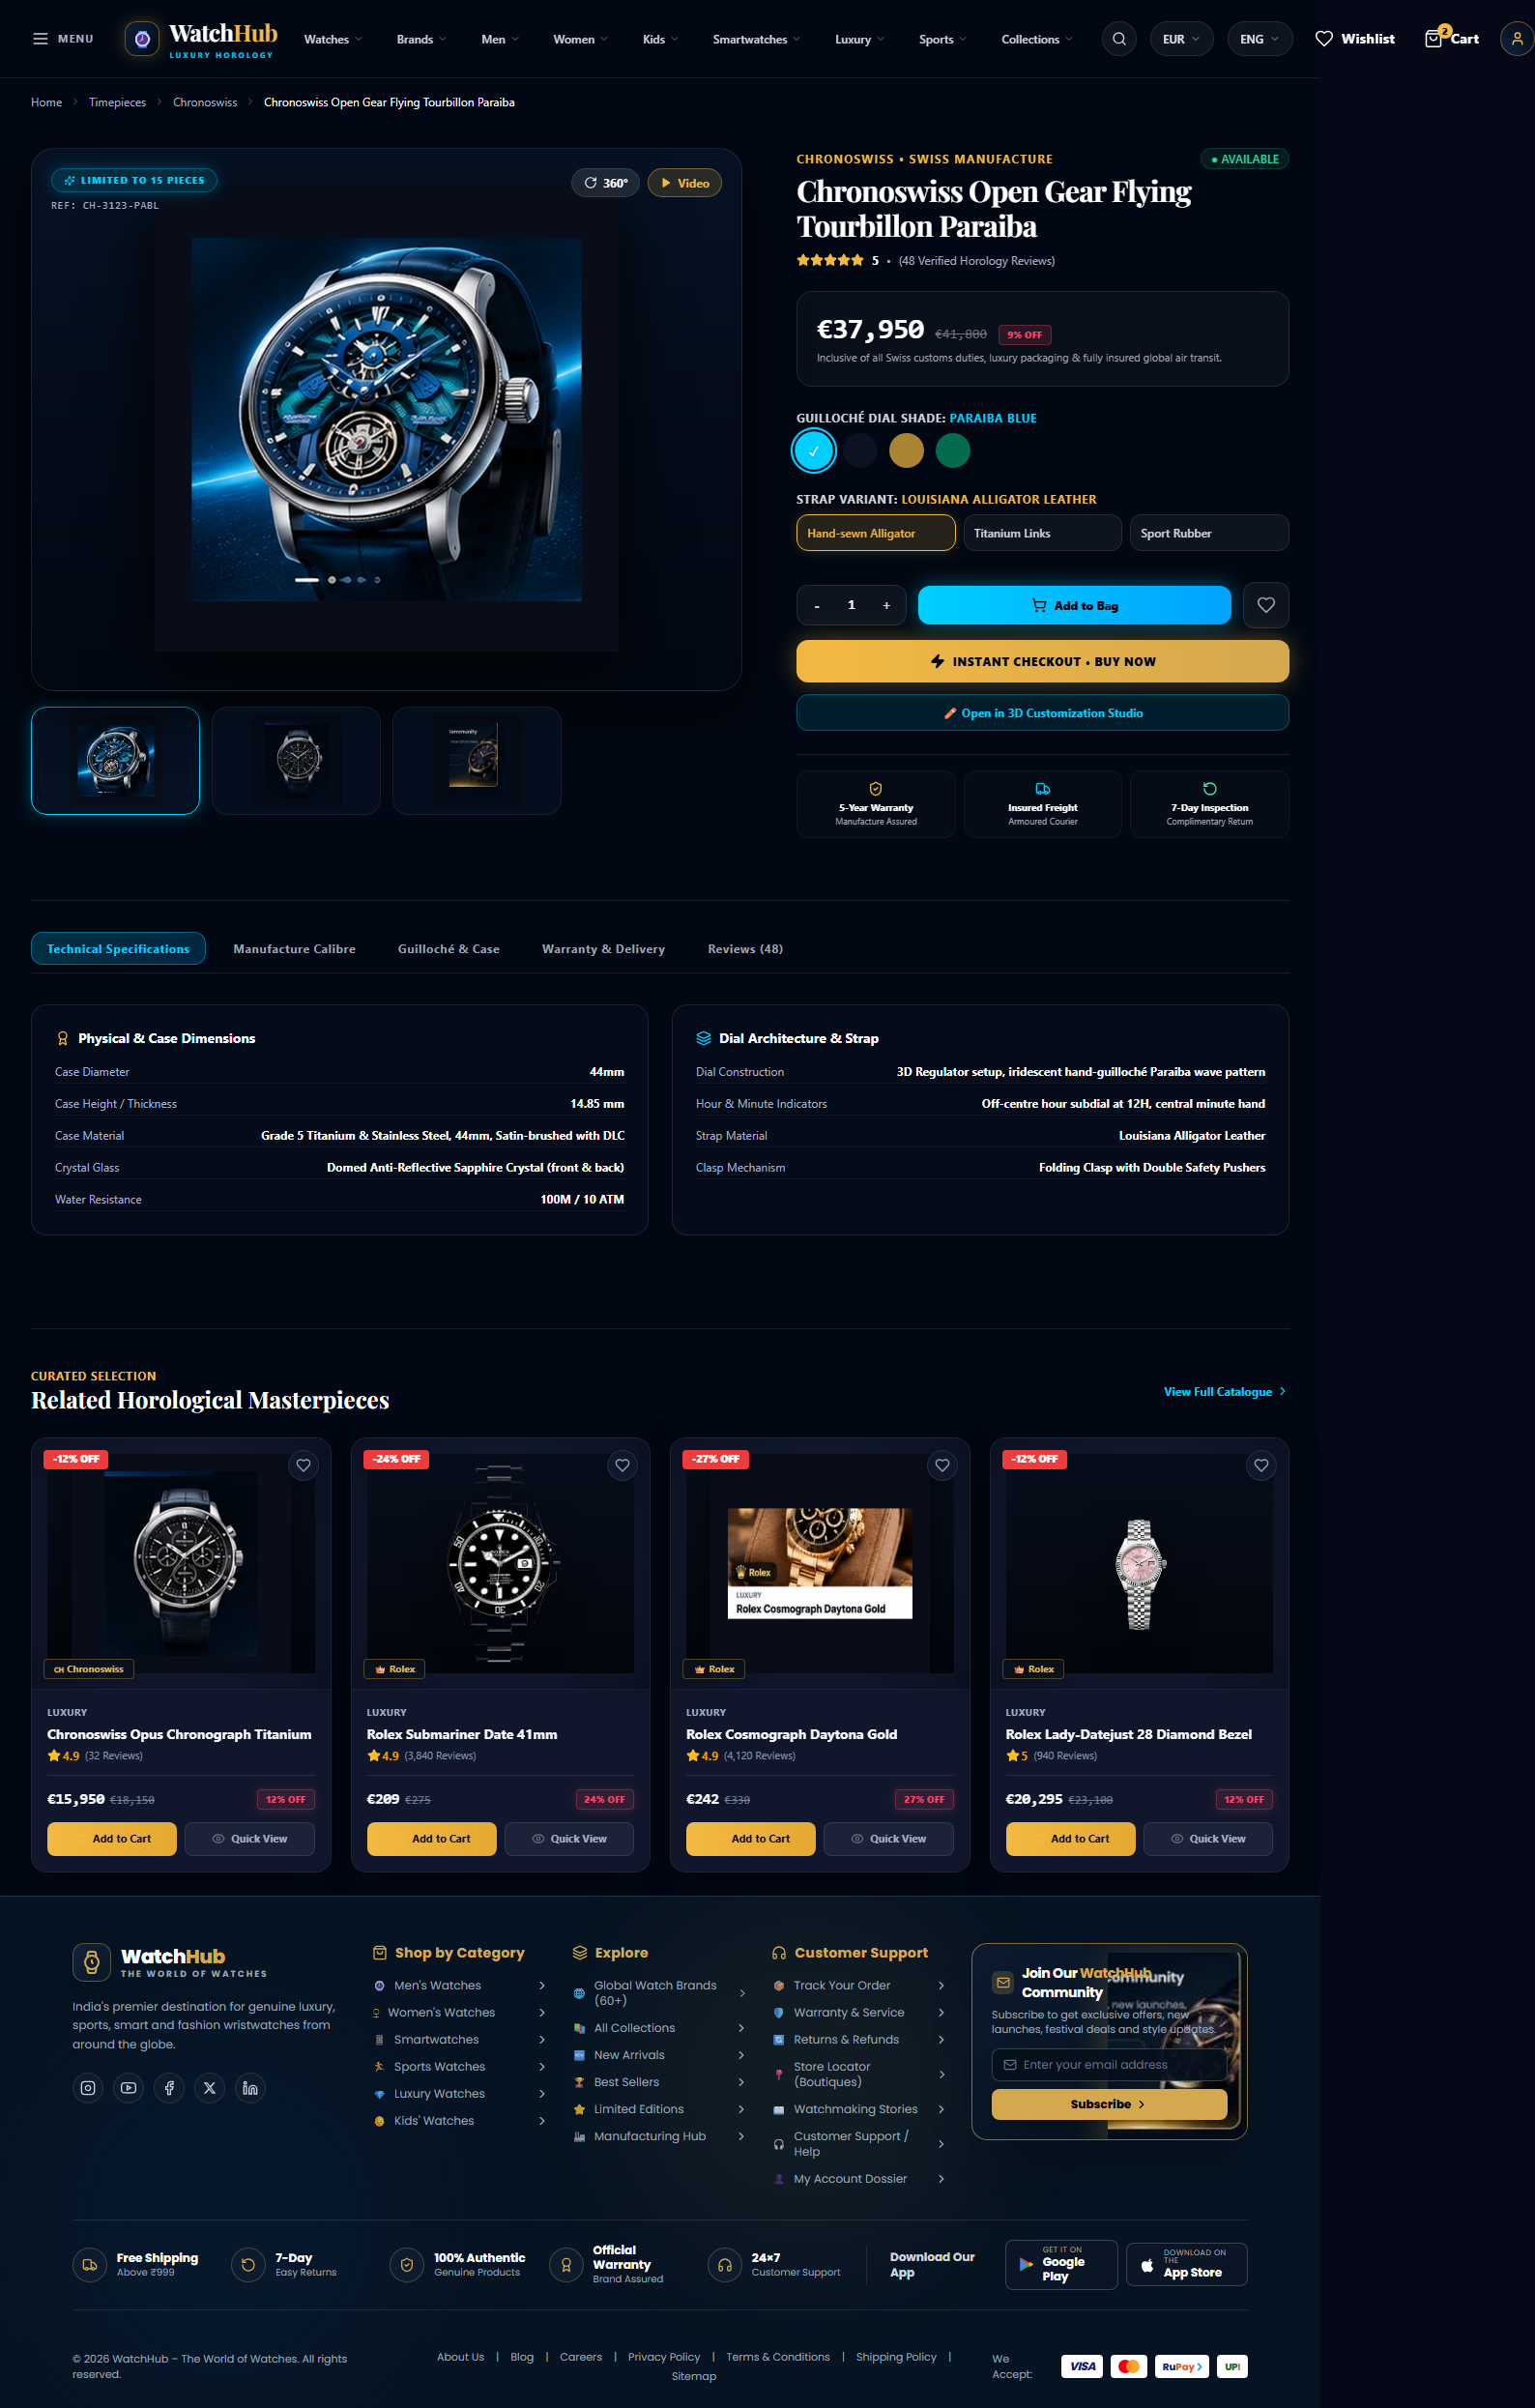 MENU
WatchHub
LUXURY HOROLOGY
Watches
Brands
Men
Women
Kids
Smartwatches
Luxury
Sports
Collections
EUR
ENG
Wishlist
2
Cart
Home > Timepieces > Chronoswiss > Chronoswiss Open Gear Flying Tourbillon Paraiba
LIMITED TO 15 PIECES
REF: CH-3123-PABL
360°
Video
CHRONOSWISS • SWISS MANUFACTURE
● AVAILABLE
Chronoswiss Open Gear Flying
Tourbillon Paraiba
5 • (48 Verified Horology Reviews)
€37,950 €41,800 9% OFF
Inclusive of all Swiss customs duties, luxury packaging & fully insured global air transit.
GUILLOCHÉ DIAL SHADE: PARAIBA BLUE
✓
STRAP VARIANT: LOUISIANA ALLIGATOR LEATHER
Hand-sewn Alligator
Titanium Links
Sport Rubber
- 1 +
Add to Bag
INSTANT CHECKOUT • BUY NOW
Open in 3D Customization Studio
5-Year Warranty
Manufacture Assured
Insured Freight
Armoured Courier
7-Day Inspection
Complimentary Return
Technical Specifications
Manufacture Calibre
Guilloché & Case
Warranty & Delivery
Reviews (48)
Physical & Case Dimensions
Case Diameter 44mm
Case Height / Thickness 14.85 mm
Case Material Grade 5 Titanium & Stainless Steel, 44mm, Satin-brushed with DLC
Crystal Glass Domed Anti-Reflective Sapphire Crystal (front & back)
Water Resistance 100M / 10 ATM
Dial Architecture & Strap
Dial Construction 3D Regulator setup, iridescent hand-guilloché Paraiba wave pattern
Hour & Minute Indicators Off-centre hour subdial at 12H, central minute hand
Strap Material Louisiana Alligator Leather
Clasp Mechanism Folding Clasp with Double Safety Pushers
CURATED SELECTION
Related Horological Masterpieces
View Full Catalogue >
-12% OFF
CH Chronoswiss
LUXURY
Chronoswiss Opus Chronograph Titanium
4.9 (32 Reviews)
€15,950 €18,150 12% OFF
Add to Cart
Quick View
-24% OFF
Rolex
LUXURY
Rolex Submariner Date 41mm
4.9 (3,840 Reviews)
€209 €275 24% OFF
Add to Cart
Quick View
-27% OFF
Rolex
LUXURY
Rolex Cosmograph Daytona Gold
Rolex
LUXURY
Rolex Cosmograph Daytona Gold
4.9 (4,120 Reviews)
€242 €330 27% OFF
Add to Cart
Quick View
-12% OFF
Rolex
LUXURY
Rolex Lady-Datejust 28 Diamond Bezel
5 (940 Reviews)
€20,295 €23,100 12% OFF
Add to Cart
Quick View
WatchHub
THE WORLD OF WATCHES
India's premier destination for genuine luxury,
sports, smart and fashion wristwatches from
around the globe.
Shop by Category
Men's Watches
Women's Watches
Smartwatches
Sports Watches
Luxury Watches
Kids' Watches
Explore
Global Watch Brands
(60+)
All Collections
New Arrivals
Best Sellers
Limited Editions
Manufacturing Hub
Customer Support
Track Your Order
Warranty & Service
Returns & Refunds
Store Locator
(Boutiques)
Watchmaking Stories
Customer Support /
Help
My Account Dossier
Join Our WatchHub
Community
Subscribe to get exclusive offers, new
launches, festival deals and style updates.
Enter your email address
Subscribe >
Free Shipping
Above ₹999
7-Day
Easy Returns
100% Authentic
Genuine Products
Official
Warranty
Brand Assured
24×7
Customer Support
Download Our
App
GET IT ON
Google
Play
DOWNLOAD ON
THE
App Store
© 2026 WatchHub – The World of Watches. All rights
reserved.
About Us | Blog | Careers | Privacy Policy | Terms & Conditions | Shipping Policy |
Sitemap
We
Accept:
VISA
RuPay
UPI